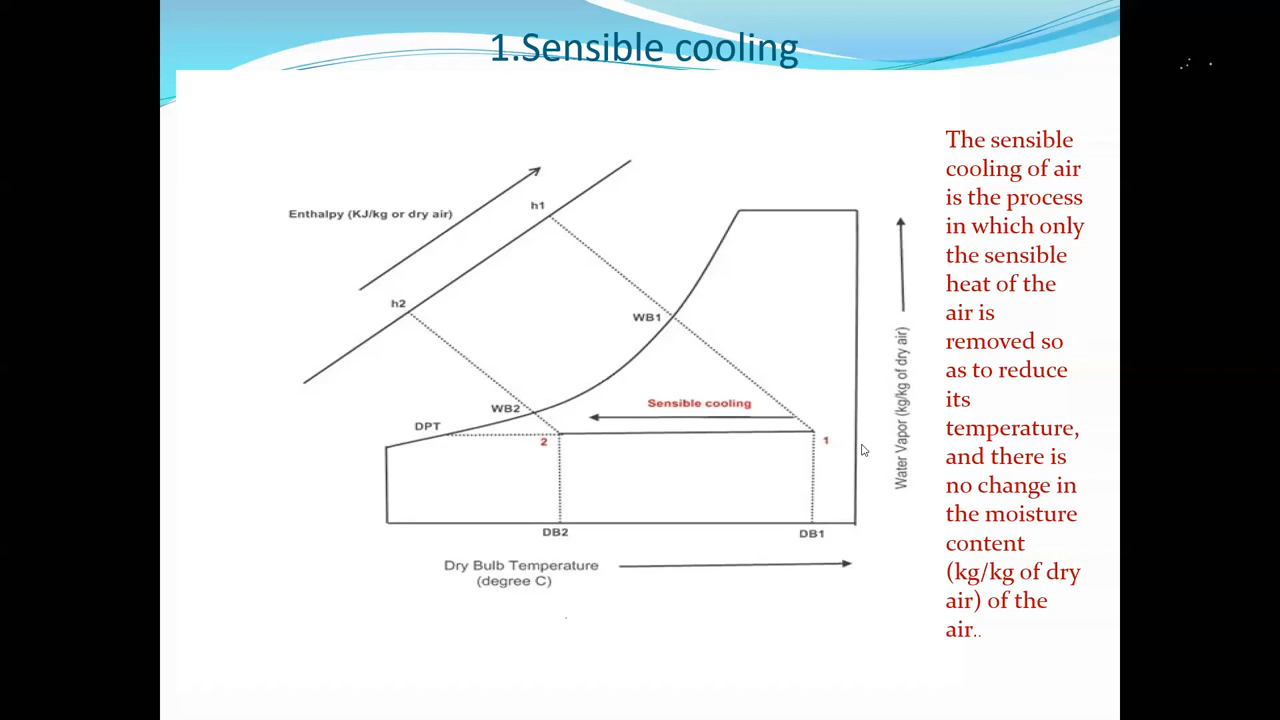 1.Sensible cooling
Enthalpy (KJ/kg or dry air)
h1
h2
WB1
WB2
DPT
Sensible cooling
2
1
DB2
DB1
Dry Bulb Temperature
(degree C)
Water Vapor (kg/kg of dry air)
The sensible
cooling of air
is the process
in which only
the sensible
heat of the
air is
removed so
as to reduce
its
temperature,
and there is
no change in
the moisture
content
(kg/kg of dry
air) of the
air..